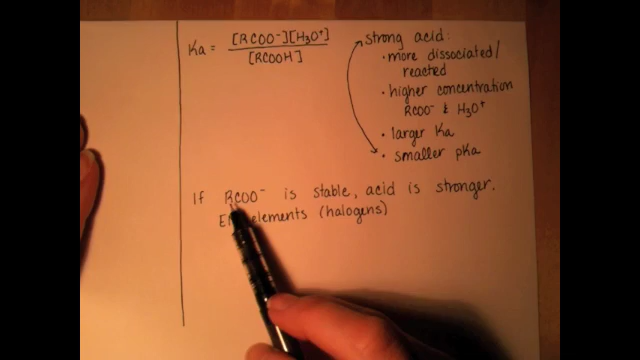 Ka = [RCOO⁻][H₃O⁺]
[RCOOH]
strong acid:
• more dissociated/
reacted
• higher concentration
RCOO⁻ & H₃O⁺
• larger Ka
• smaller pKa
If RCOO⁻ is stable, acid is stronger.
elements (halogens)